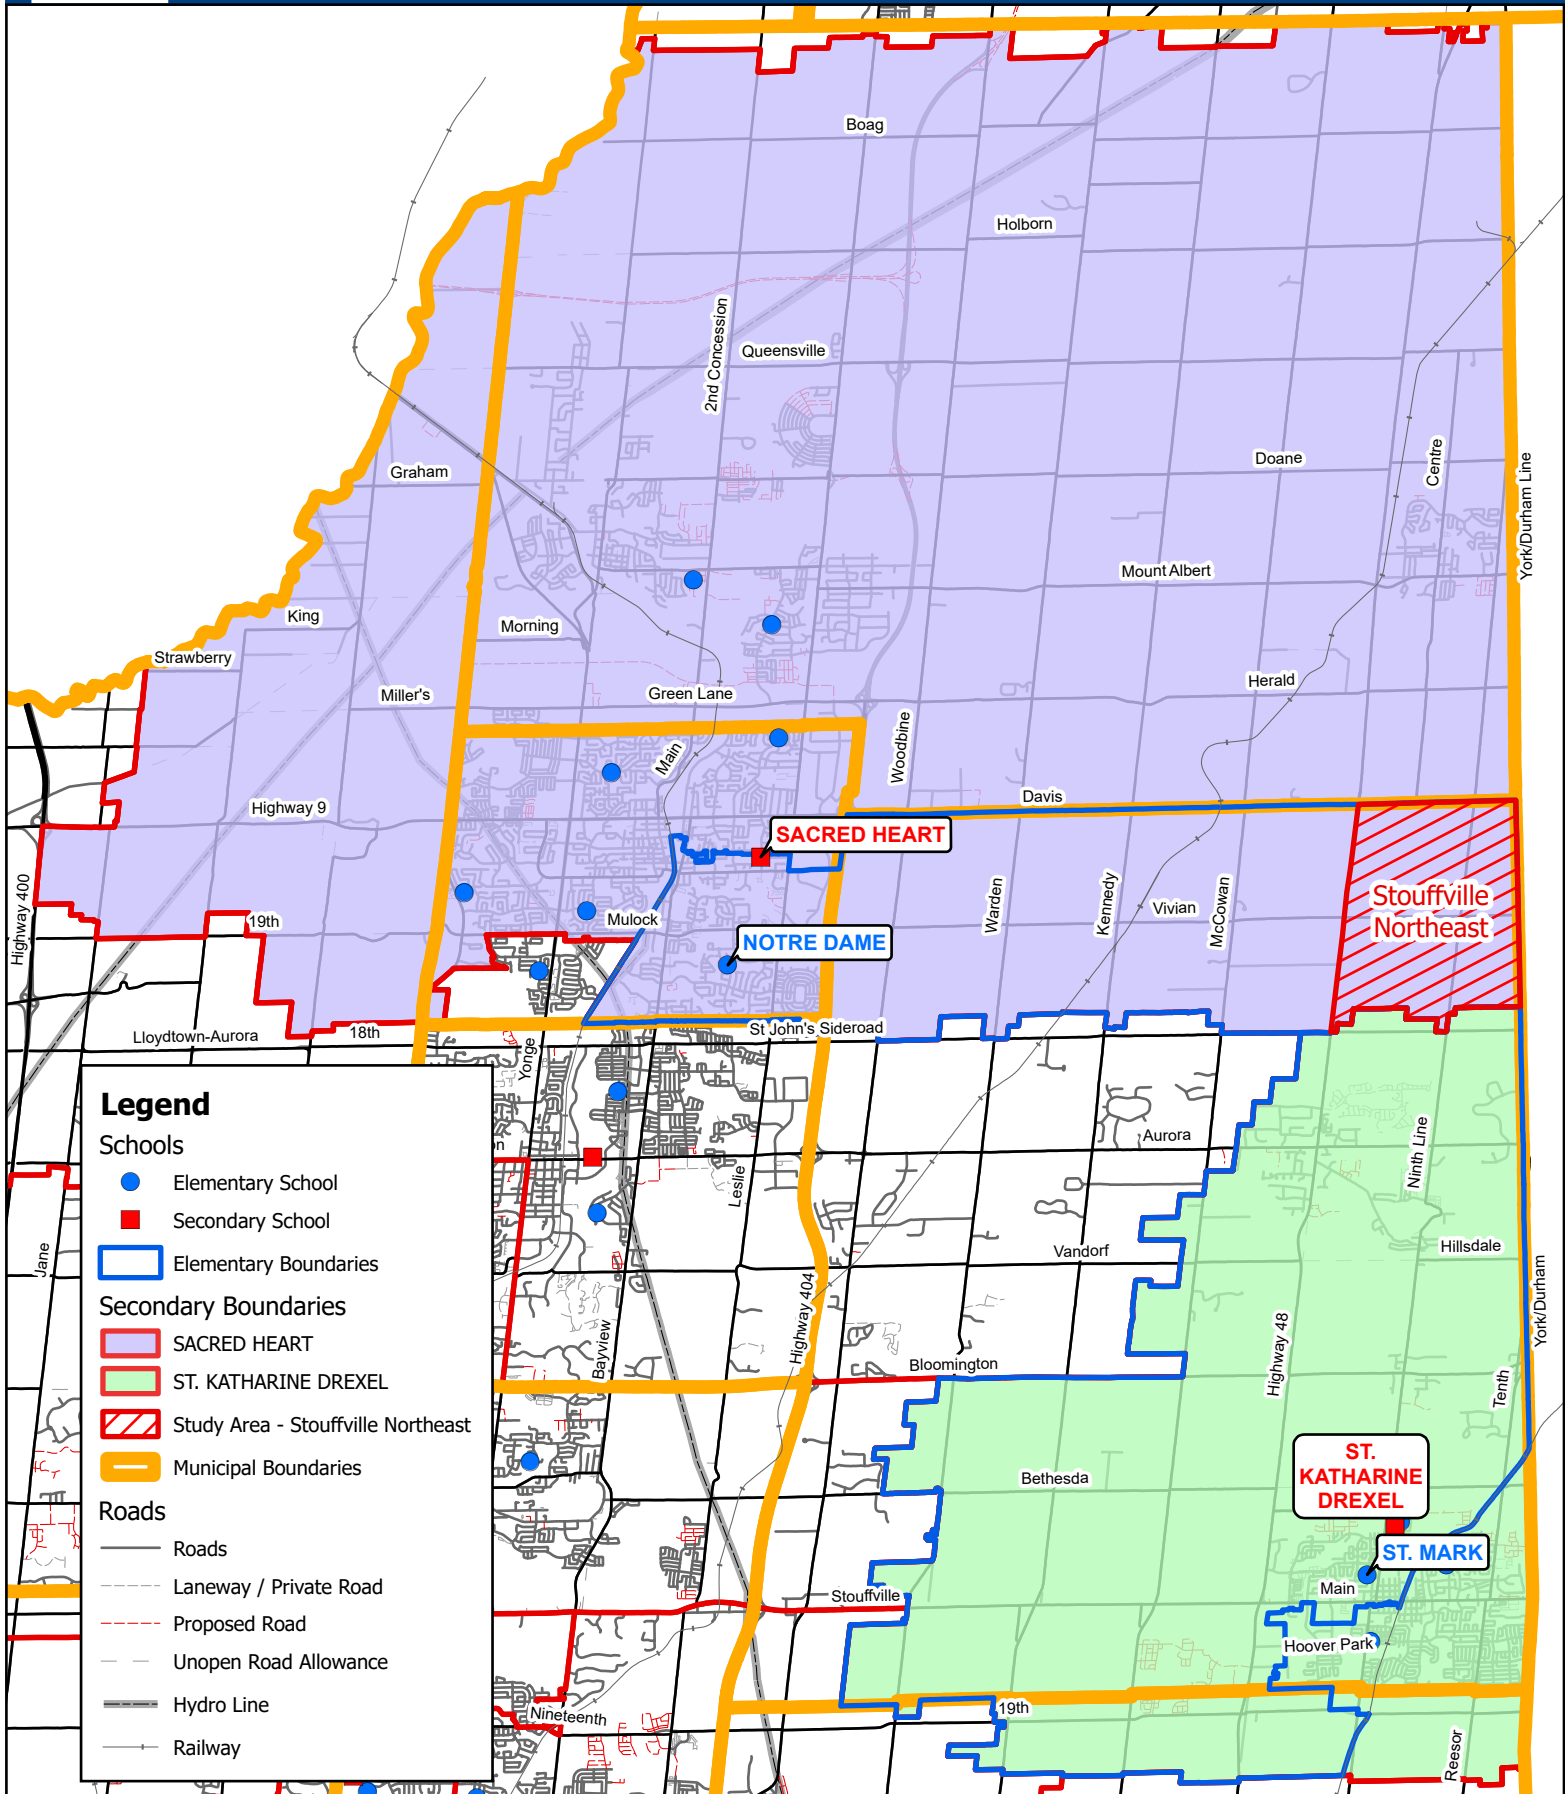 Boag
Holborn
2nd Concession
Queensville
Graham
Doane
Centre
York/Durham Line
Mount Albert
King
Morning
Strawberry
Miller's
Green Lane
Herald
Main
Woodbine
Highway 9
Davis
SACRED HEART
Highway 400
19th
Mulock
NOTRE DAME
Warden
Kennedy
Vivian
McCowan
Stouffville
Northeast
Lloydtown-Aurora
18th
Yonge
St John's Sideroad
Legend
Schools
Elementary School
Secondary School
Elementary Boundaries
Secondary Boundaries
SACRED HEART
ST. KATHARINE DREXEL
Study Area - Stouffville Northeast
Municipal Boundaries
Roads
Roads
Laneway / Private Road
Proposed Road
Unopen Road Allowance
Hydro Line
Railway
Jane
on
Leslie
Aurora
Ninth Line
Vandorf
Hillsdale
Highway 404
Bayview
Bloomington
Highway 48
York/Durham
Tenth
Bethesda
ST.
KATHARINE
DREXEL
ST. MARK
Main
Stouffville
Hoover Park
Nineteenth
19th
Reesor